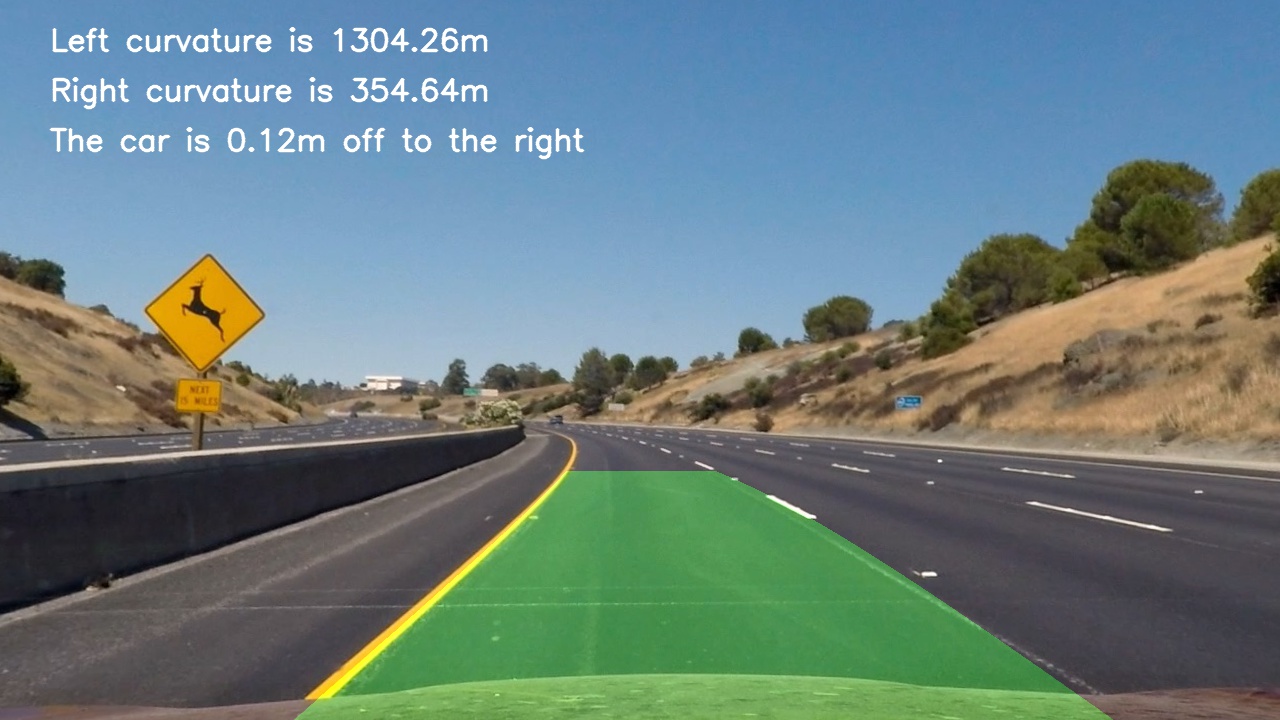 Left curvature is 1304.26m
Right curvature is 354.64m
The car is 0.12m off to the right
NEXT
15 MILES